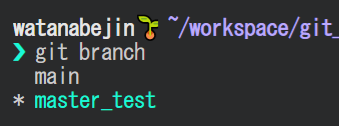 watanabejin🌱 ~/workspace/git_
❯ git branch
main
* master_test